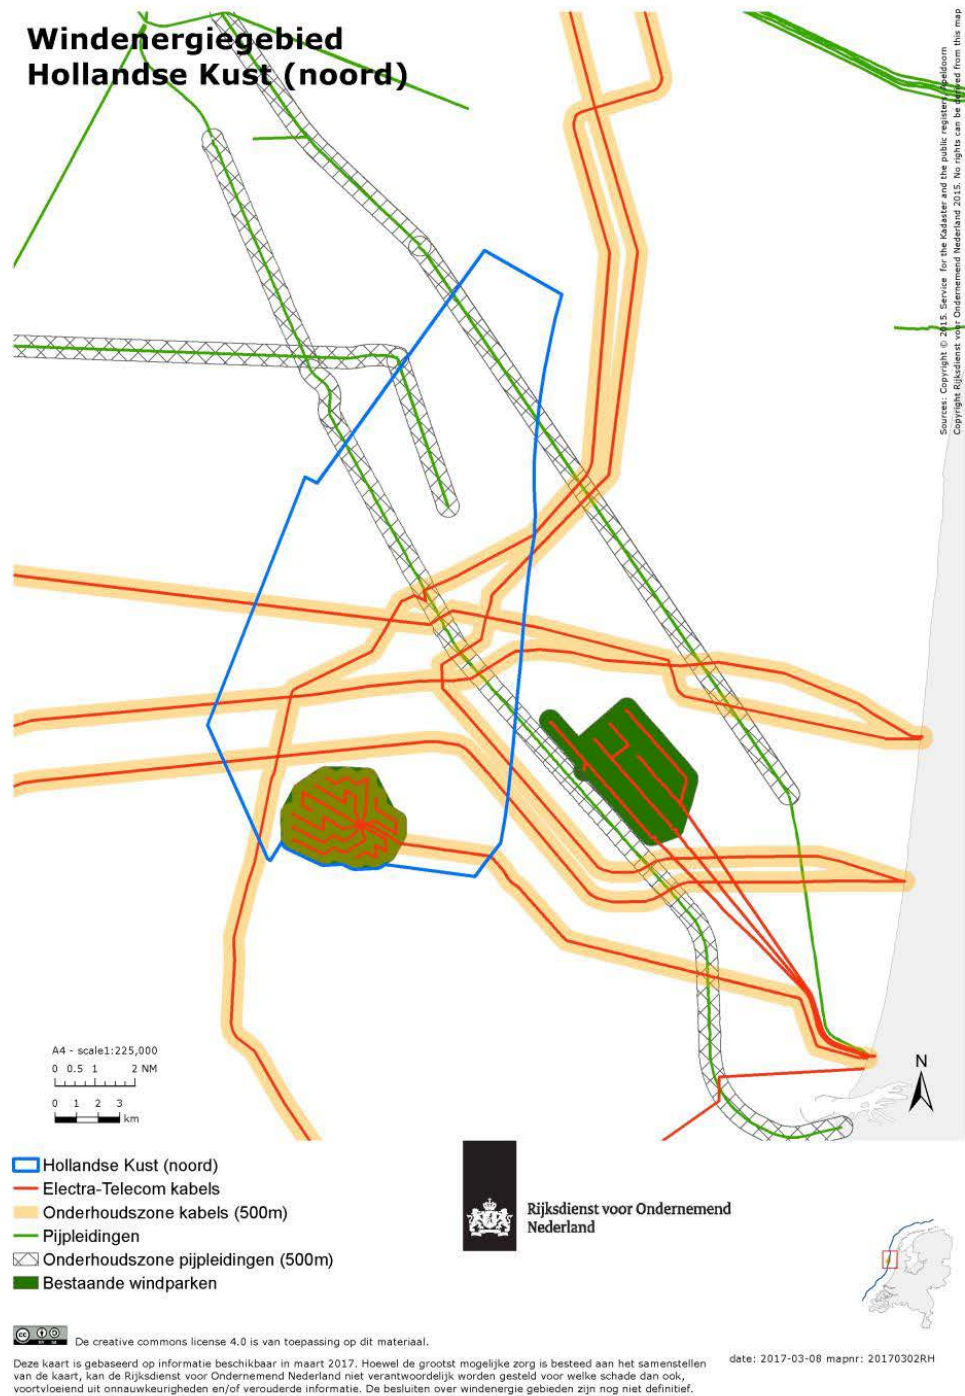 Windenergiegebied
Hollandse Kust (noord)
Sources: Copyright © 2015. Service for the Kadaster and the public registers, Apeldoorn
Copyright Rijksdienst voor Ondernemend Nederland 2015. No rights can be derived from this map
A4 - scale1:225,000
0 0.5 1 2 NM
0 1 2 3 km
N
Hollandse Kust (noord)
Electra-Telecom kabels
Onderhoudszone kabels (500m)
Pijpleidingen
Onderhoudszone pijpleidingen (500m)
Bestaande windparken
Rijksdienst voor Ondernemend
Nederland
cc
De creative commons license 4.0 is van toepassing op dit materiaal.
Deze kaart is gebaseerd op informatie beschikbaar in maart 2017. Hoewel de grootst mogelijke zorg is besteed aan het samenstellen
van de kaart, kan de Rijksdienst voor Ondernemend Nederland niet verantwoordelijk worden gesteld voor welke schade dan ook,
voortvloeiend uit onnauwkeurigheden en/of verouderde informatie. De besluiten over windenergie gebieden zijn nog niet definitief.
date: 2017-03-08 mapnr: 20170302RH